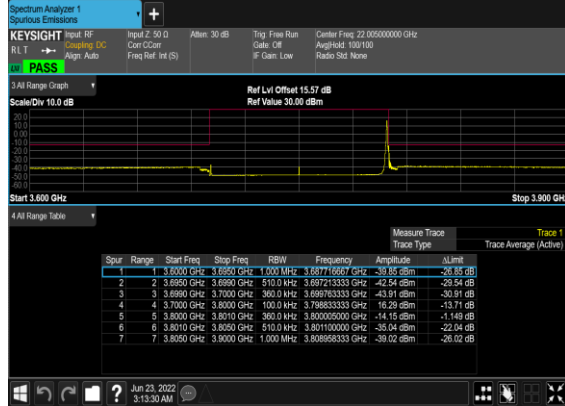 Spectrum Analyzer 1
Spurious Emissions
KEYSIGHT Input: RF Input Z: 50 Ω Atten: 30 dB Trig: Free Run Center Freq: 22.005000000 GHz
RLT Coupling: DC Corr CCorr Gate: Off Avg|Hold: 100/100
Align: Auto Freq Ref: Int (S) IF Gain: Low Radio Std: None
LU PASS
3 All Range Graph Ref Lvl Offset 15.57 dB
Scale/Div 10.0 dB Ref Value 30.00 dBm
20.0
10.0
0.00
-10.0
-20.0
-30.0
-40.0
-50.0
-60.0
Start 3.600 GHz Stop 3.900 GHz
4 All Range Table
Measure Trace Trace 1
Trace Type Trace Average (Active)
Spur Range Start Freq Stop Freq RBW Frequency Amplitude ΔLimit
1 1 3.6000 GHz 3.6950 GHz 1.000 MHz 3.687716667 GHz -39.85 dBm -26.85 dB
2 2 3.6950 GHz 3.6990 GHz 510.0 kHz 3.697213333 GHz -42.54 dBm -29.54 dB
3 3 3.6990 GHz 3.7000 GHz 360.0 kHz 3.699763333 GHz -43.91 dBm -30.91 dB
4 4 3.7000 GHz 3.8000 GHz 100.0 kHz 3.798833333 GHz 16.29 dBm -13.71 dB
5 5 3.8000 GHz 3.8010 GHz 360.0 kHz 3.800005000 GHz -14.15 dBm -1.149 dB
6 6 3.8010 GHz 3.8050 GHz 510.0 kHz 3.801100000 GHz -35.04 dBm -22.04 dB
7 7 3.8050 GHz 3.9000 GHz 1.000 MHz 3.808958333 GHz -39.02 dBm -26.02 dB
Jun 23, 2022
3:13:30 AM